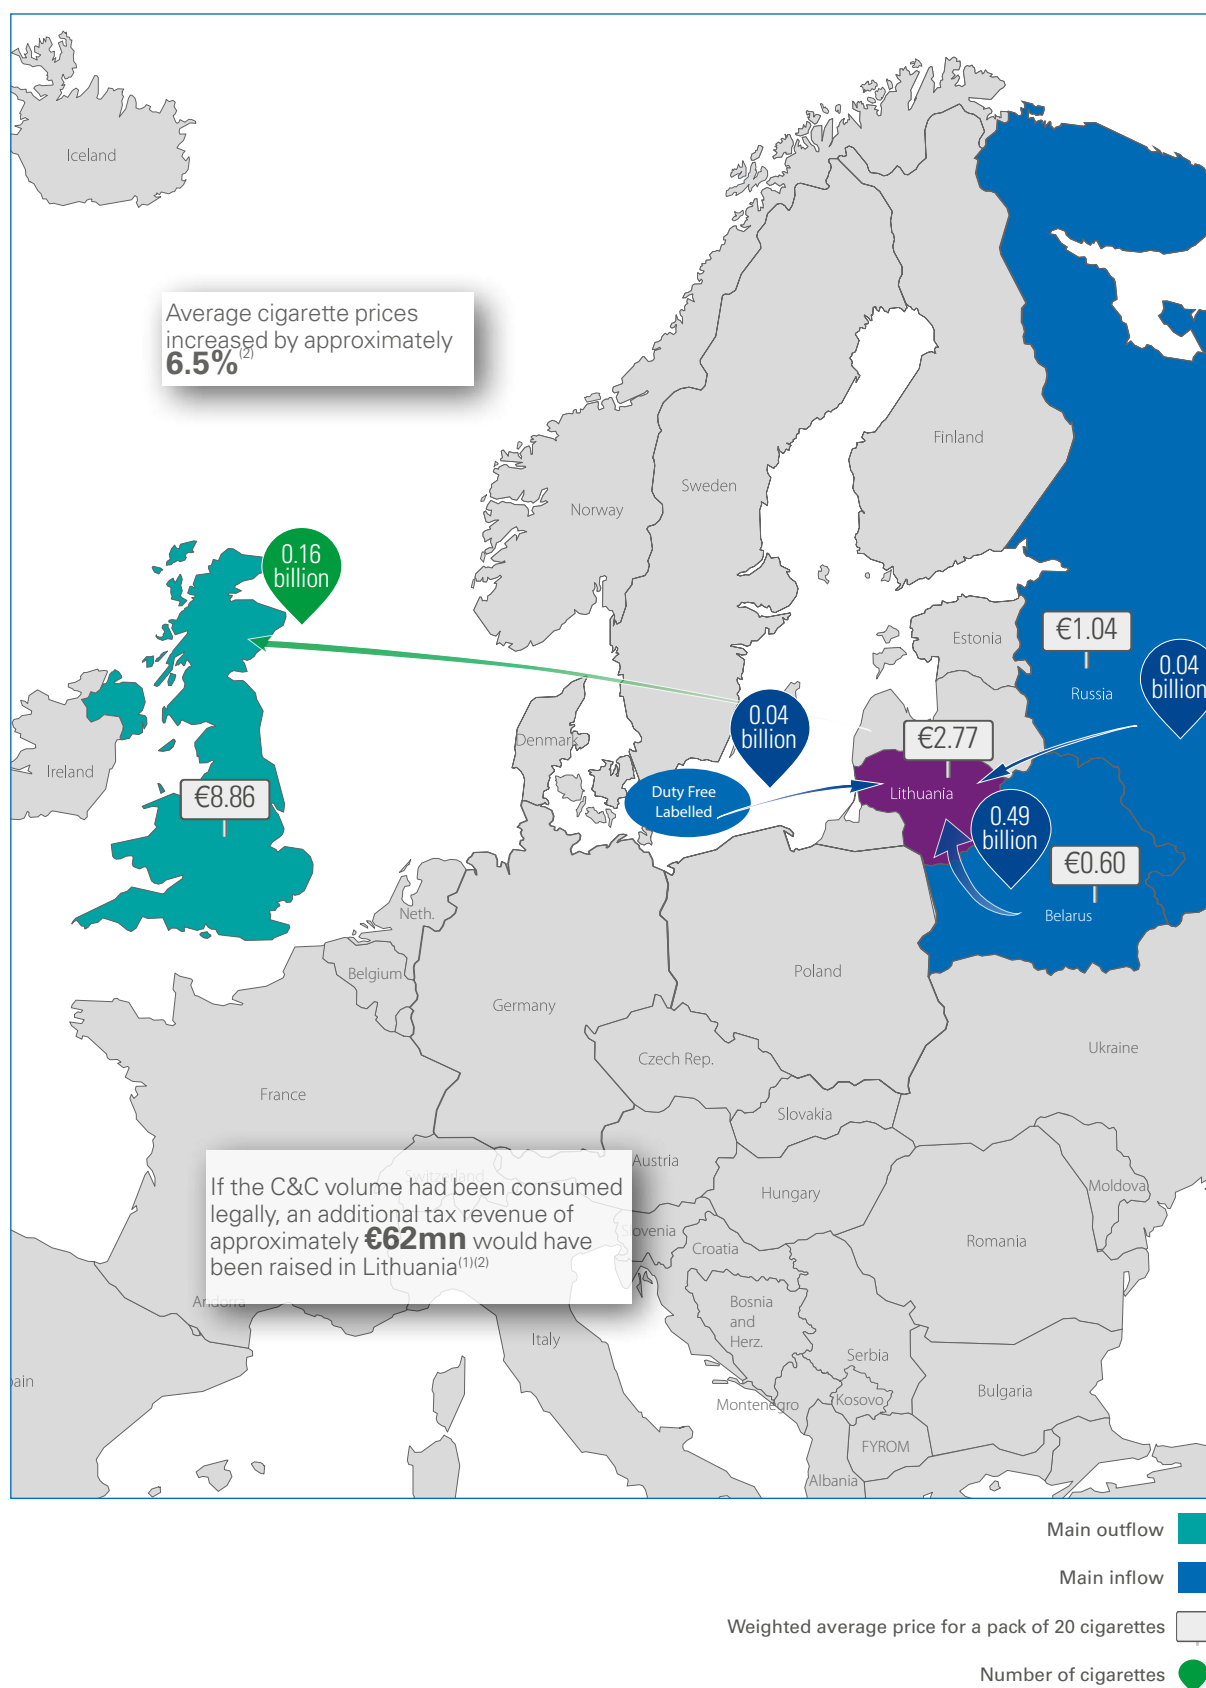 Iceland
Average cigarette prices
increased by approximately
6.5%(2)
Finland
Sweden
Norway
0.16
billion
Estonia
€1.04
Russia
0.04
billion
0.04
billion
€2.77
Denmark
Ireland
€8.86
Duty Free
Labelled
Lithuania
0.49
billion
€0.60
Belarus
Neth.
Belgium
Poland
Germany
Ukraine
Czech Rep.
France
Slovakia
Switzerland
Austria
Hungary
Moldova
If the C&C volume had been consumed
legally, an additional tax revenue of
approximately €62mn would have
been raised in Lithuania(1)(2)
Slovenia
Croatia
Romania
Andorra
Bosnia
and
Herz.
Italy
Serbia
ain
Montenegro
Kosovo
Bulgaria
FYROM
Albania
Main outflow
Main inflow
Weighted average price for a pack of 20 cigarettes
Number of cigarettes